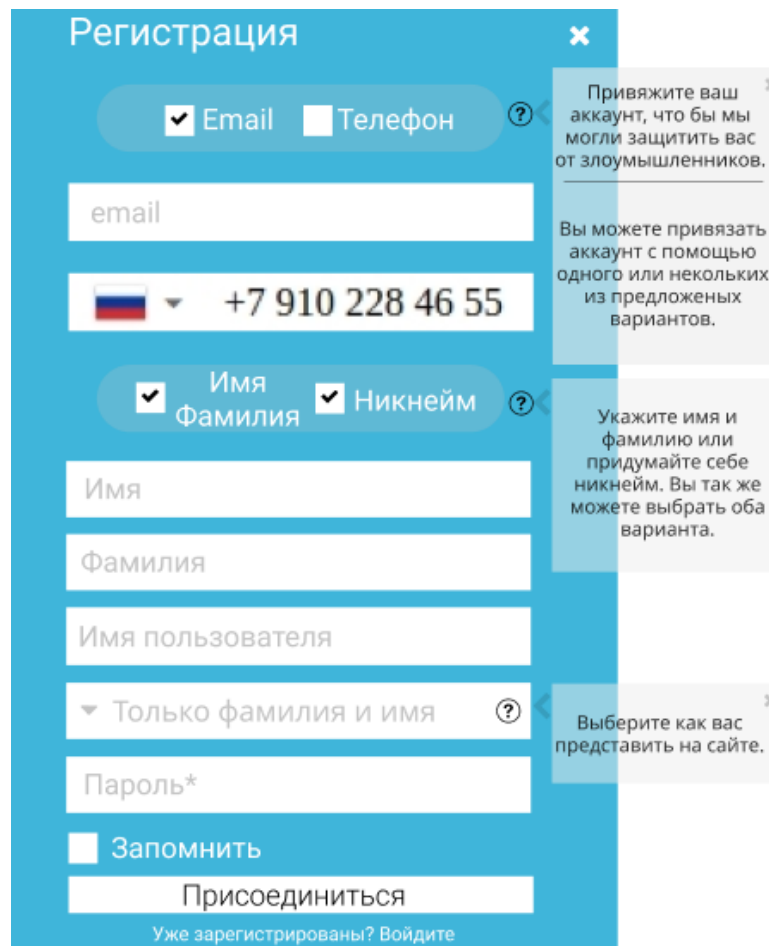 Регистрация
Email
Телефон
Привяжите ваш
аккаунт, что бы мы
могли защитить вас
от злоумышленников.
email
Вы можете привязать
аккаунт с помощью
одного или некольких
из предложеных
вариантов.
+7 910 228 46 55
Имя
Фамилия
Никнейм
Укажите имя и
фамилию или
придумайте себе
никнейм. Вы так же
можете выбрать оба
варианта.
Имя
Фамилия
Имя пользователя
Только фамилия и имя
Выберите как вас
представить на сайте.
Пароль*
Запомнить
Присоединиться
Уже зарегистрированы? Войдите